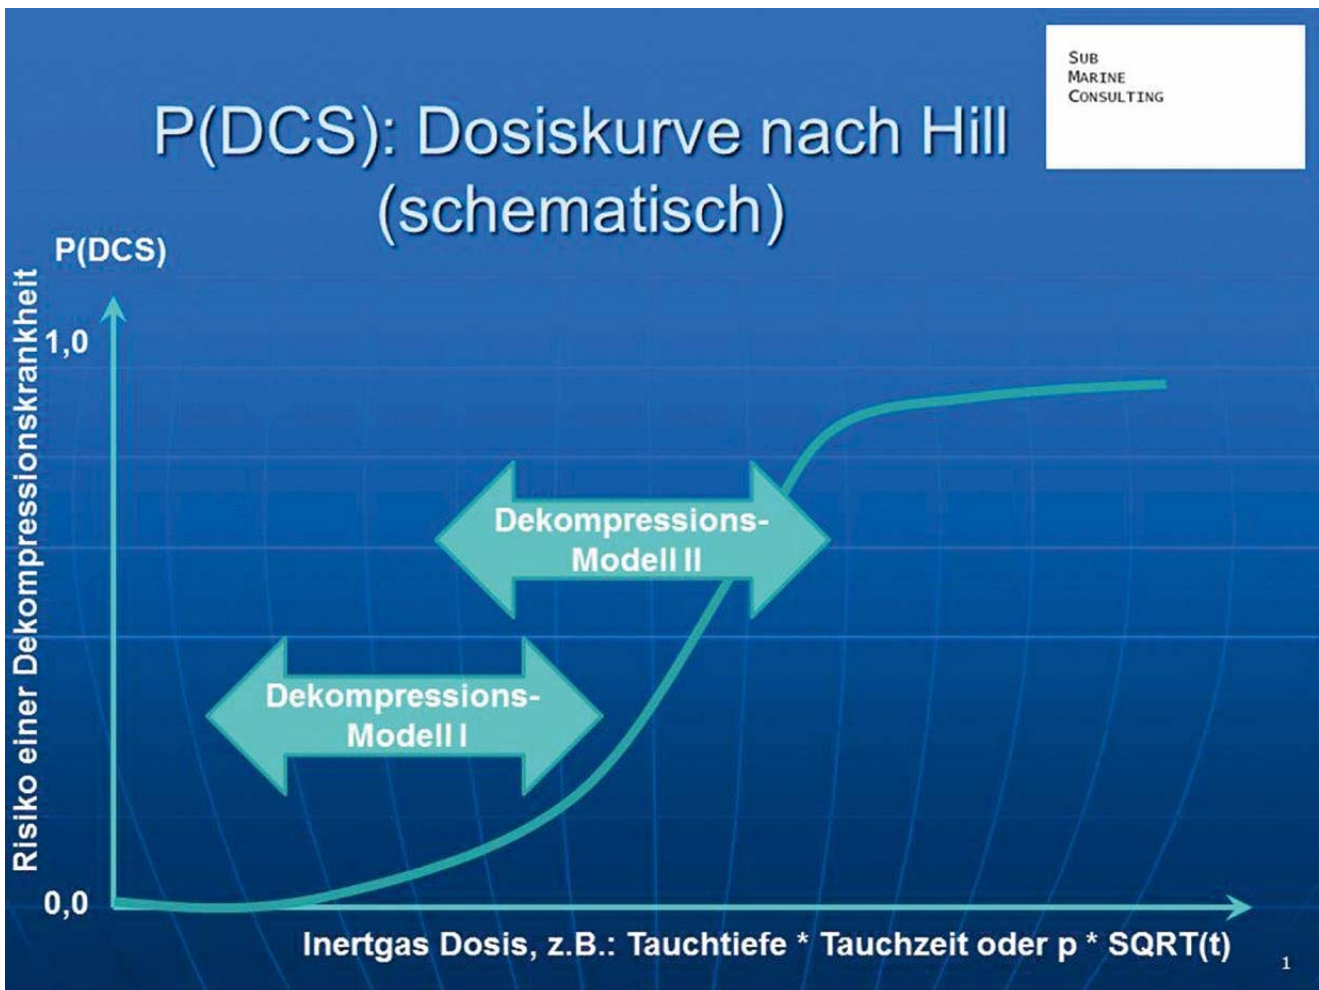 SUB
MARINE
CONSULTING
P(DCS): Dosiskurve nach Hill
(schematisch)
P(DCS)
Risiko einer Dekompressionskrankheit
1,0
Dekompressions-
Modell II
Dekompressions-
Modell I
0,0
Inertgas Dosis, z.B.: Tauchtiefe * Tauchzeit oder p * SQRT(t)
1